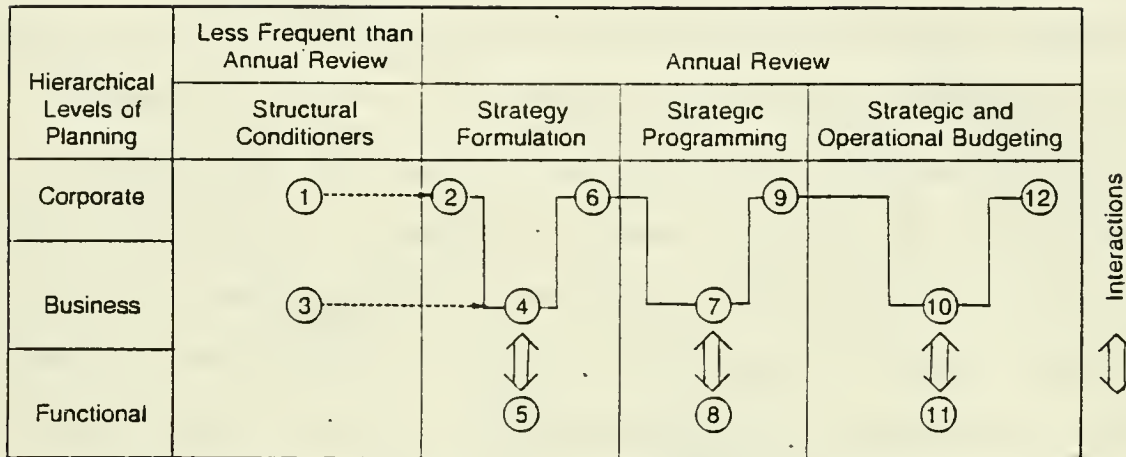 Hierarchical
Levels of
Planning
Less Frequent than
Annual Review
Annual Review
Structural
Conditioners
Strategy
Formulation
Strategic
Programming
Strategic and
Operational Budgeting
Corporate
1
2
6
9
12
Business
3
4
7
10
Functional
5
8
11
Interactions